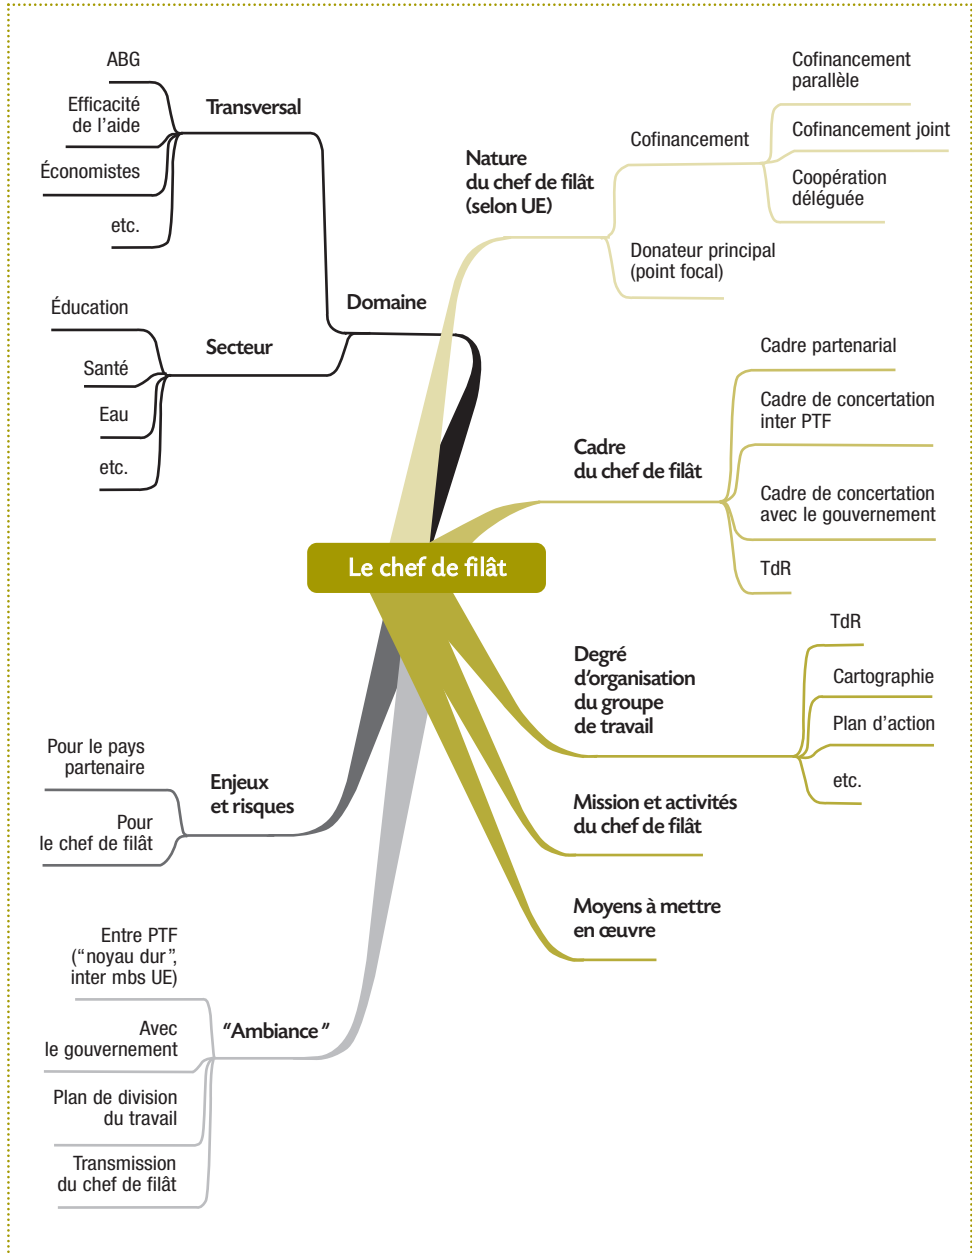 Le chef de filât
Domaine
Transversal
ABG
Efficacité
de l’aide
Économistes
etc.
Secteur
Éducation
Santé
Eau
etc.
Nature
du chef de filât
(selon UE)
Cofinancement
Cofinancement
parallèle
Cofinancement joint
Coopération
déléguée
Donateur principal
(point focal)
Cadre
du chef de filât
Cadre partenarial
Cadre de concertation
inter PTF
Cadre de concertation
avec le gouvernement
TdR
Degré
d’organisation
du groupe
de travail
TdR
Cartographie
Plan d’action
etc.
Mission et activités
du chef de filât
Moyens à mettre
en œuvre
Enjeux
et risques
Pour le pays
partenaire
Pour
le chef de filât
“Ambiance”
Entre PTF
(“noyau dur”,
inter mbs UE)
Avec
le gouvernement
Plan de division
du travail
Transmission
du chef de filât